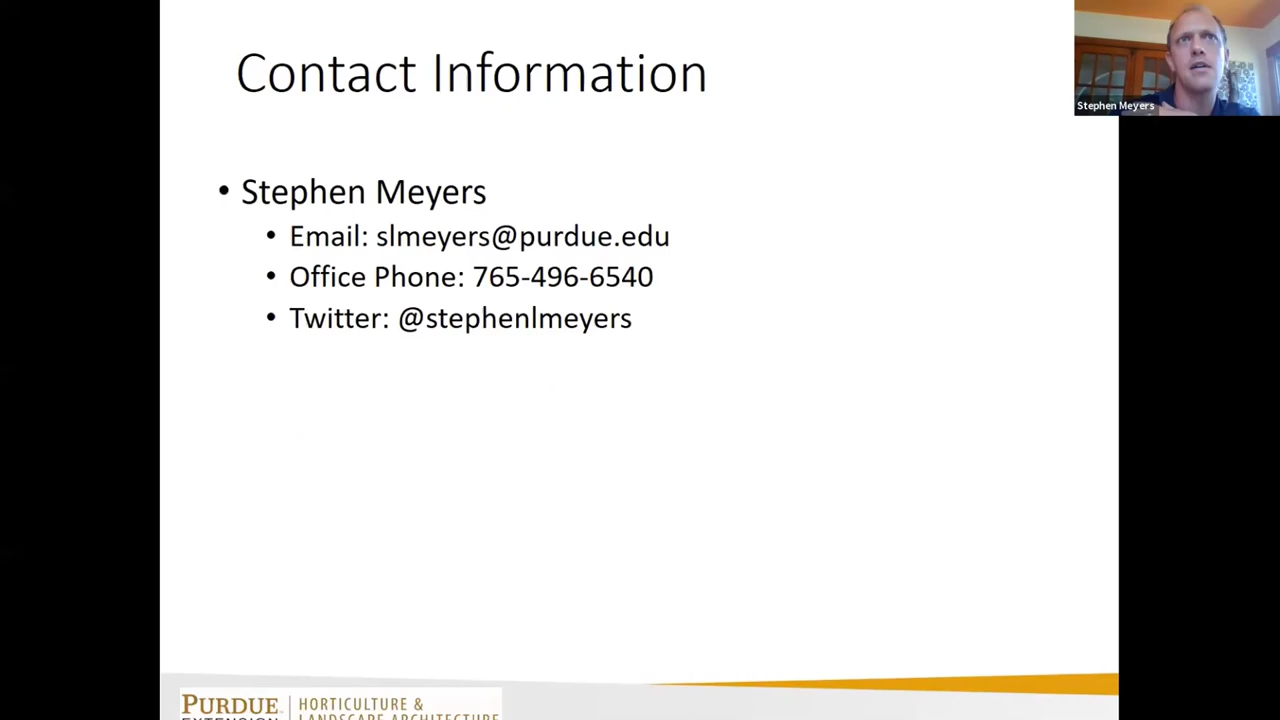 Contact Information
Stephen Meyers
• Stephen Meyers
• Email: slmeyers@purdue.edu
• Office Phone: 765-496-6540
• Twitter: @stephenlmeyers
PURDUE
EXTENSION
HORTICULTURE &
LANDSCAPE ARCHITECTURE